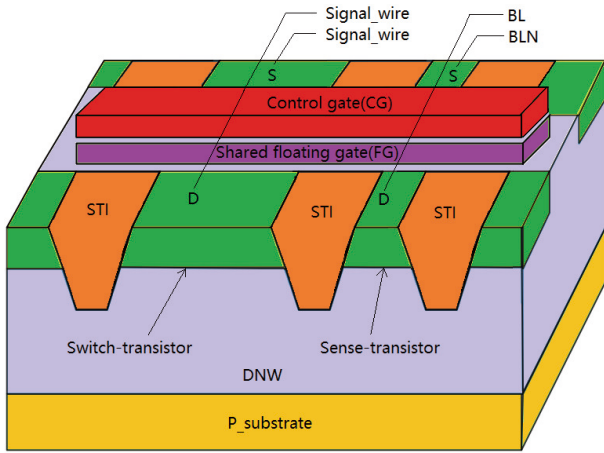 Signal_wire
BL
Signal_wire
BLN
S
S
Control gate(CG)
Shared floating gate(FG)
D
D
STI
STI
STI
Switch-transistor
Sense-transistor
DNW
P_substrate